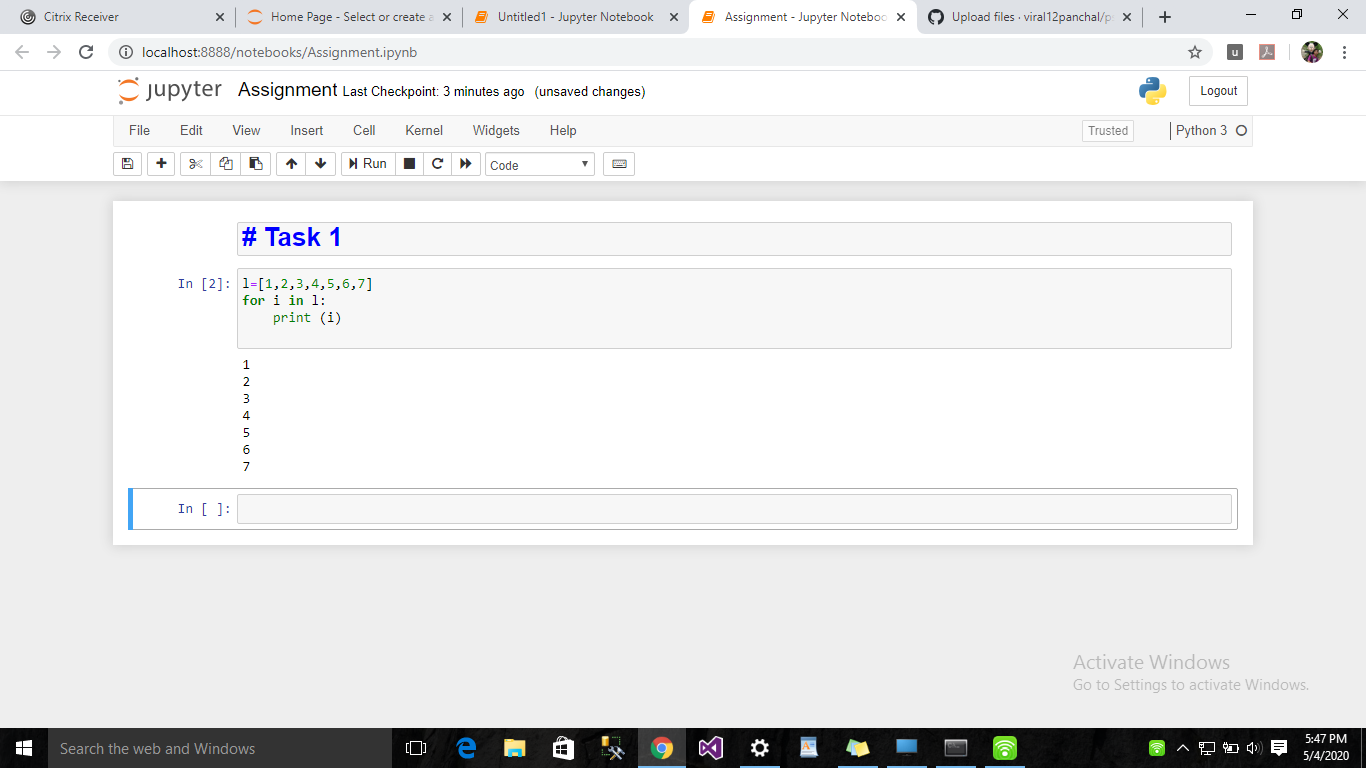 Citrix Receiver
Home Page - Select or create a
Untitled1 - Jupyter Notebook
Assignment - Jupyter Noteboo
Upload files · viral12panchal/p
localhost:8888/notebooks/Assignment.ipynb
u
jupyter Assignment Last Checkpoint: 3 minutes ago (unsaved changes)
Logout
File Edit View Insert Cell Kernel Widgets Help
Trusted
Python 3
Run
Code
# Task 1
In [2]:
l=[1,2,3,4,5,6,7]
for i in l:
    print (i)
1
2
3
4
5
6
7
In [ ]:
Activate Windows
Go to Settings to activate Windows.
Search the web and Windows
5:47 PM
5/4/2020